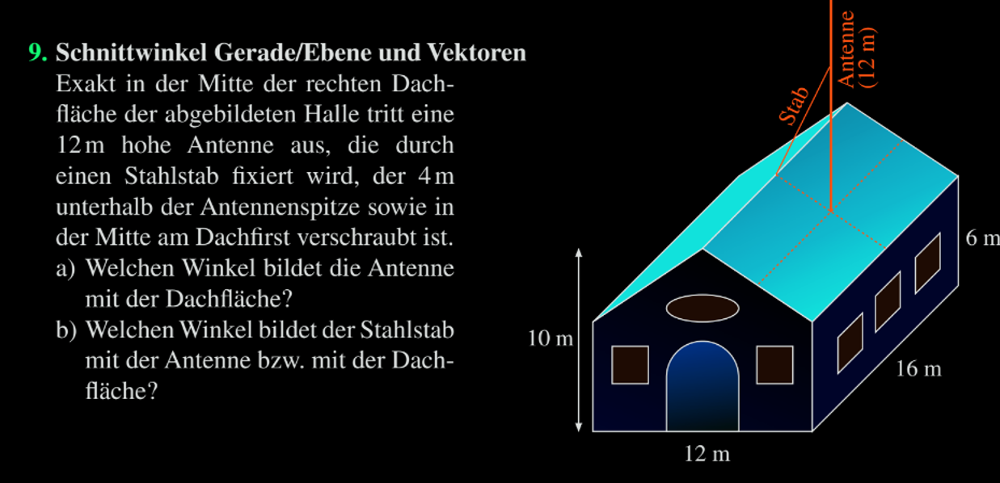 9. Schnittwinkel Gerade/Ebene und Vektoren
Exakt in der Mitte der rechten Dach-
fläche der abgebildeten Halle tritt eine
12 m hohe Antenne aus, die durch
einen Stahlstab fixiert wird, der 4 m
unterhalb der Antennenspitze sowie in
der Mitte am Dachfirst verschraubt ist.
a) Welchen Winkel bildet die Antenne
mit der Dachfläche?
b) Welchen Winkel bildet der Stahlstab
mit der Antenne bzw. mit der Dach-
fläche?
Antenne
(12 m)
Stab
6 m
10 m
16 m
12 m